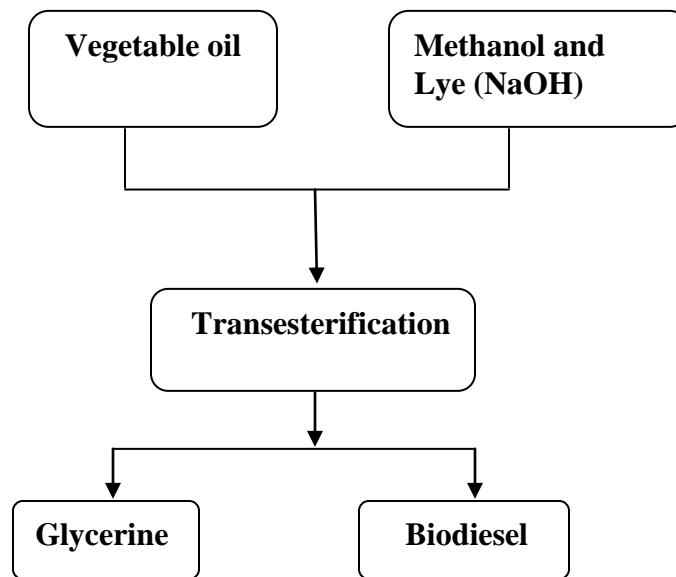 Vegetable oil
Methanol and
Lye (NaOH)
Transesterification
Glycerine
Biodiesel